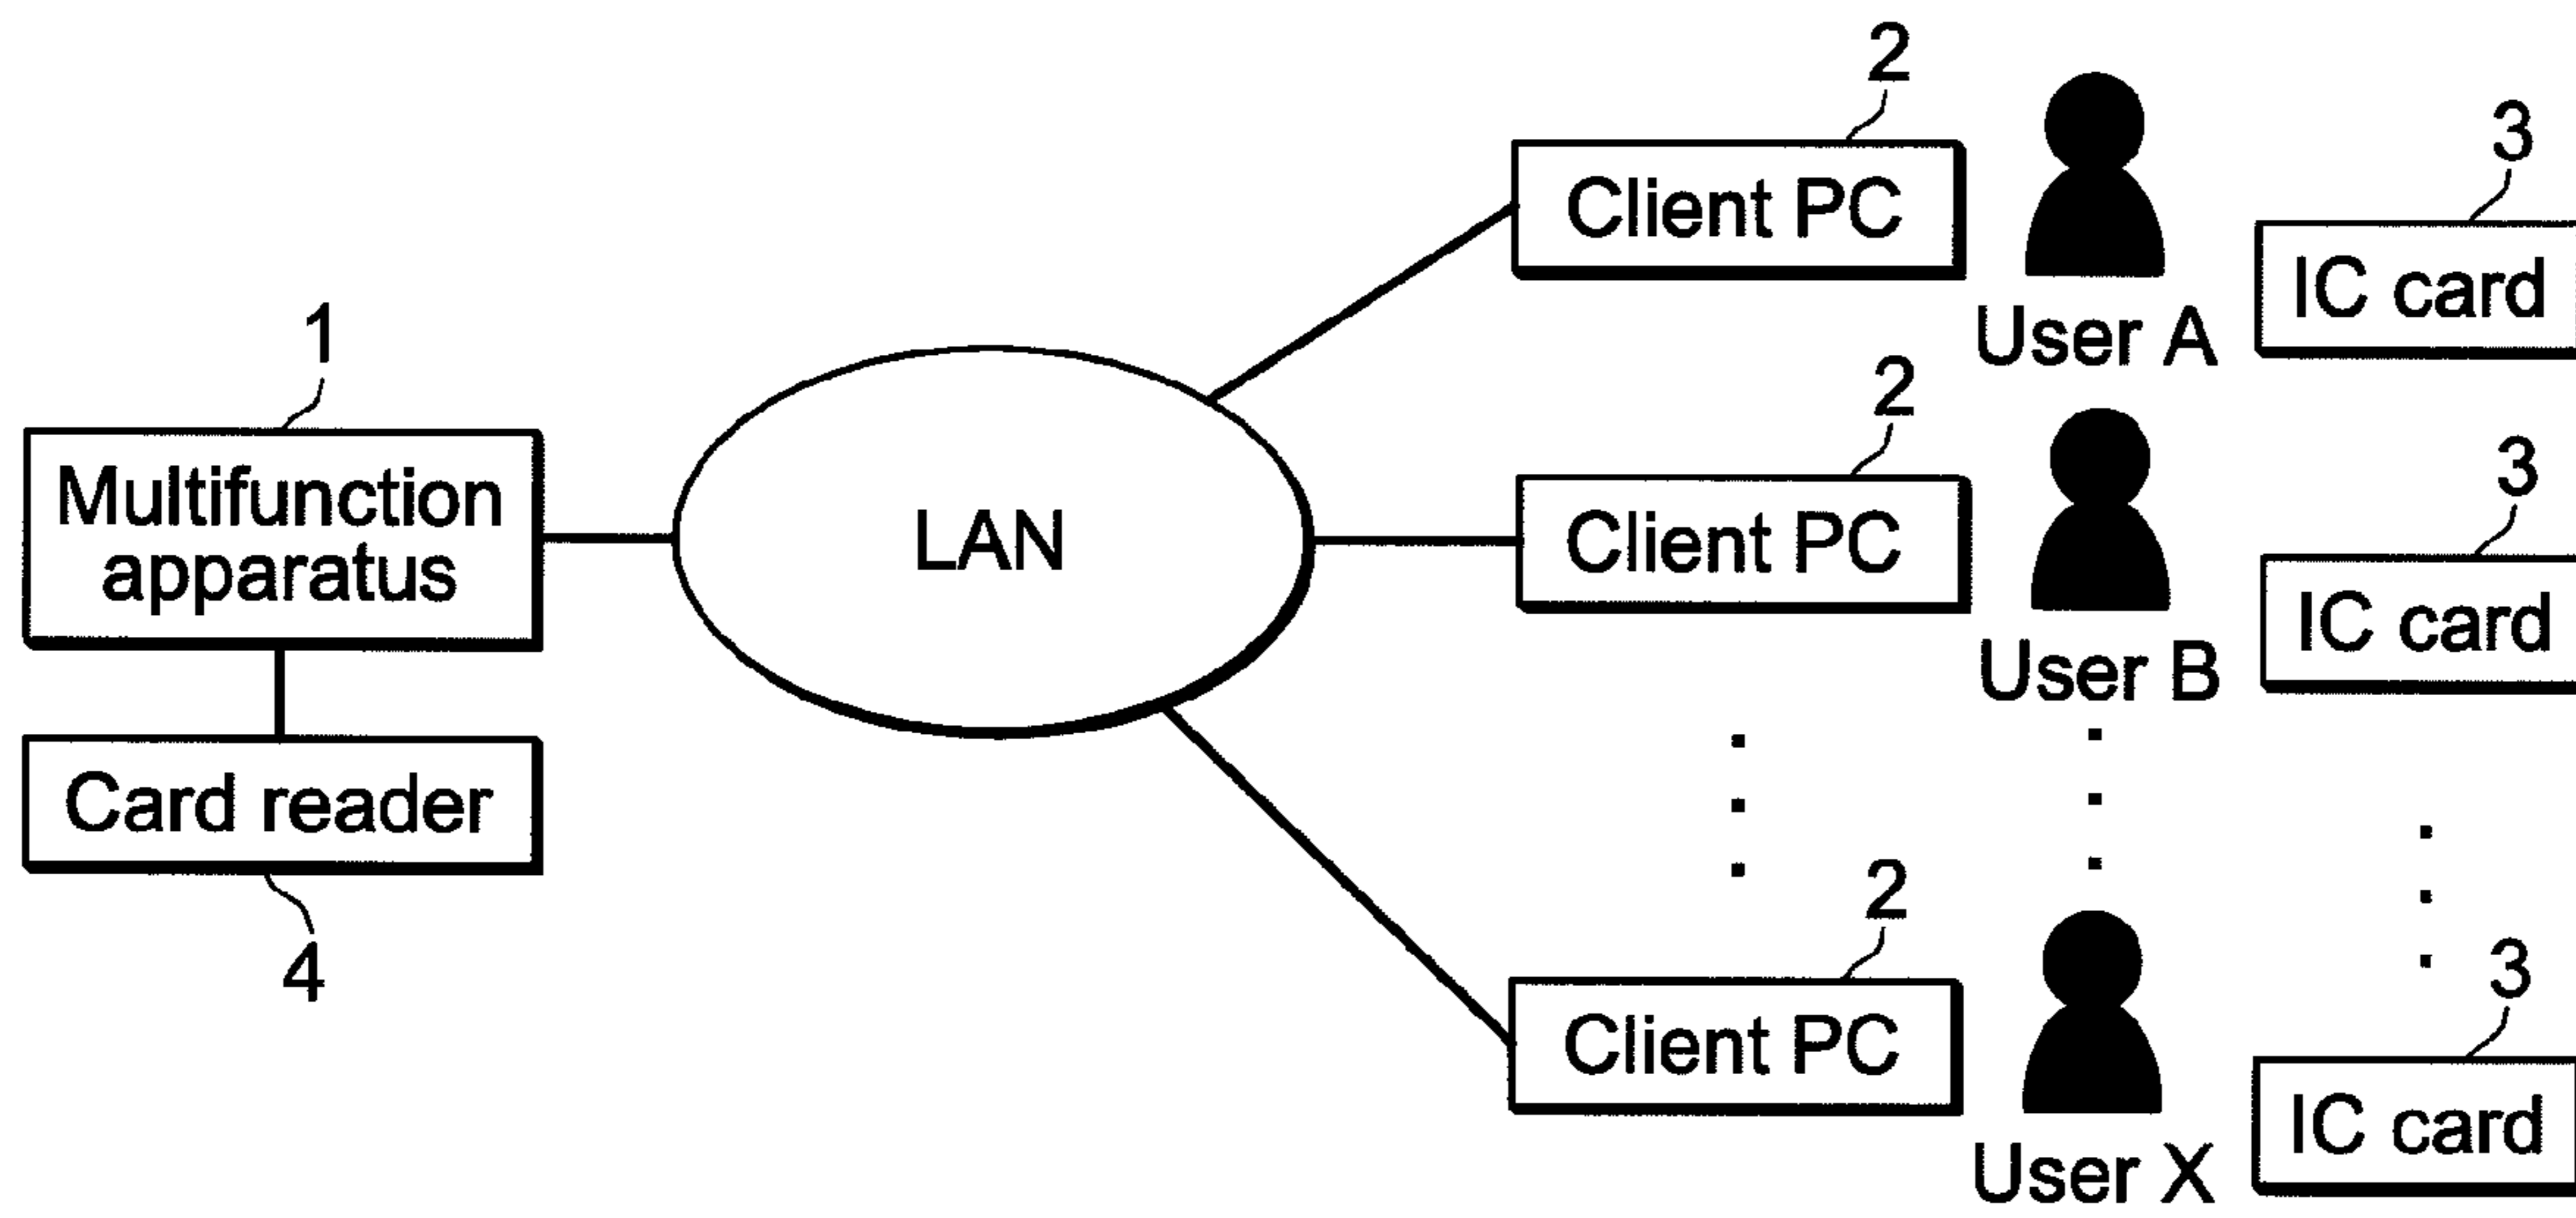 1
Multifunction
apparatus
Card reader
4
LAN
2
Client PC
User A
3
IC card
2
Client PC
User B
3
IC card
2
Client PC
User X
3
IC card